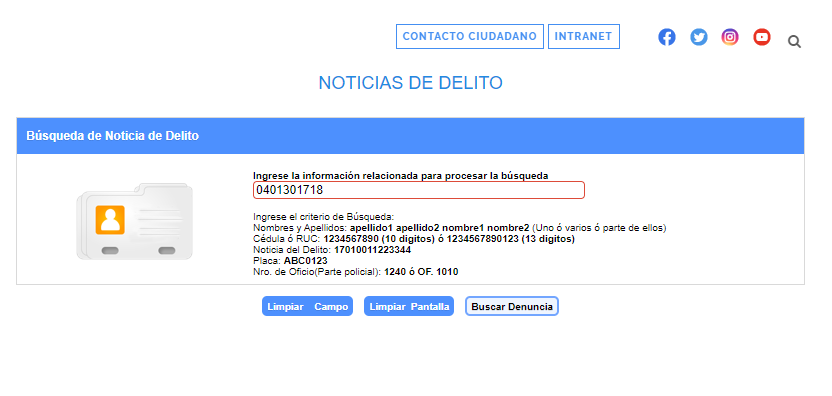 CONTACTO CIUDADANO INTRANET
NOTICIAS DE DELITO
Búsqueda de Noticia de Delito
Ingrese la información relacionada para procesar la búsqueda
0401301718
Ingrese el criterio de Búsqueda:
Nombres y Apellidos: apellido1 apellido2 nombre1 nombre2 (Uno ó varios ó parte de ellos)
Cédula ó RUC: 1234567890 (10 digitos) ó 1234567890123 (13 digitos)
Noticia del Delito: 17010011223344
Placa: ABC0123
Nro. de Oficio(Parte policial): 1240 ó OF. 1010
Limpiar Campo Limpiar Pantalla Buscar Denuncia